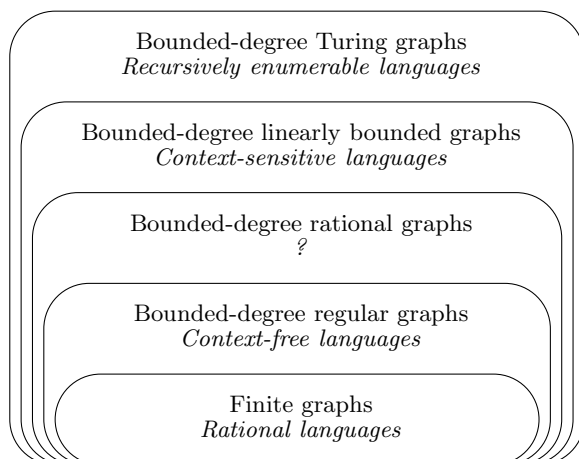 Bounded-degree Turing graphs
Recursively enumerable languages
Bounded-degree linearly bounded graphs
Context-sensitive languages
Bounded-degree rational graphs
?
Bounded-degree regular graphs
Context-free languages
Finite graphs
Rational languages